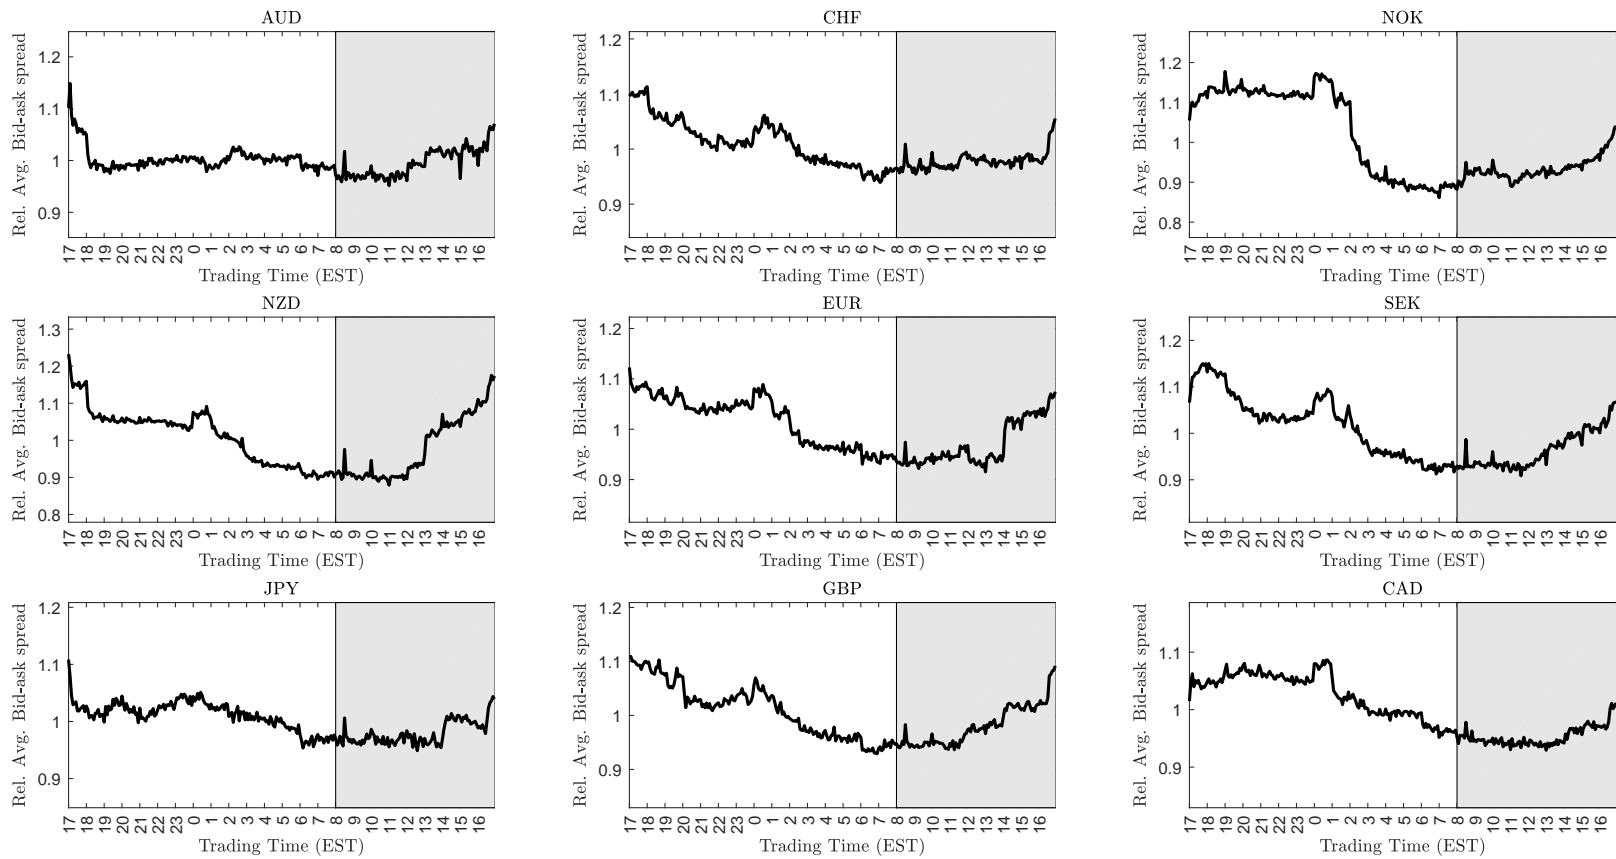 AUD
Rel. Avg. Bid-ask spread
1.2
1.1
1
0.9
17 18 19 20 21 22 23 0 1 2 3 4 5 6 7 8 9 10 11 12 13 14 15 16
Trading Time (EST)
CHF
Rel. Avg. Bid-ask spread
1.2
1.1
1
0.9
17 18 19 20 21 22 23 0 1 2 3 4 5 6 7 8 9 10 11 12 13 14 15 16
Trading Time (EST)
NOK
Rel. Avg. Bid-ask spread
1.2
1.1
1
0.9
0.8
17 18 19 20 21 22 23 0 1 2 3 4 5 6 7 8 9 10 11 12 13 14 15 16
Trading Time (EST)
NZD
Rel. Avg. Bid-ask spread
1.3
1.2
1.1
1
0.9
0.8
17 18 19 20 21 22 23 0 1 2 3 4 5 6 7 8 9 10 11 12 13 14 15 16
Trading Time (EST)
EUR
Rel. Avg. Bid-ask spread
1.2
1.1
1
0.9
17 18 19 20 21 22 23 0 1 2 3 4 5 6 7 8 9 10 11 12 13 14 15 16
Trading Time (EST)
SEK
Rel. Avg. Bid-ask spread
1.2
1.1
1
0.9
17 18 19 20 21 22 23 0 1 2 3 4 5 6 7 8 9 10 11 12 13 14 15 16
Trading Time (EST)
JPY
Rel. Avg. Bid-ask spread
1.2
1.1
1
0.9
17 18 19 20 21 22 23 0 1 2 3 4 5 6 7 8 9 10 11 12 13 14 15 16
Trading Time (EST)
GBP
Rel. Avg. Bid-ask spread
1.2
1.1
1
0.9
17 18 19 20 21 22 23 0 1 2 3 4 5 6 7 8 9 10 11 12 13 14 15 16
Trading Time (EST)
CAD
Rel. Avg. Bid-ask spread
1.1
1
0.9
17 18 19 20 21 22 23 0 1 2 3 4 5 6 7 8 9 10 11 12 13 14 15 16
Trading Time (EST)